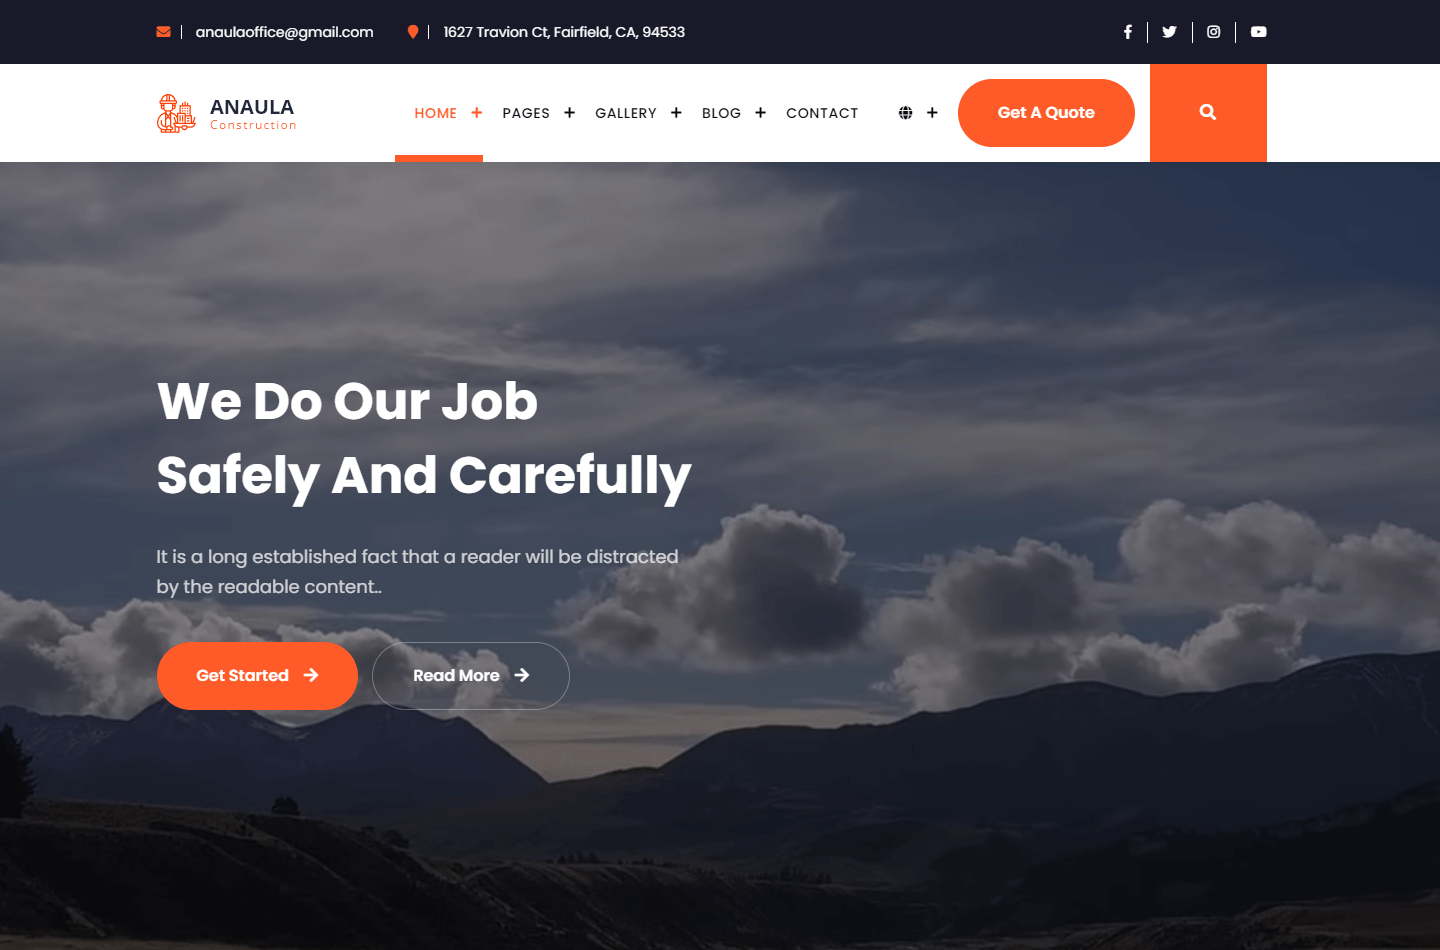 anaulaoffice@gmail.com
1627 Travion Ct, Fairfield, CA, 94533
ANAULA
Construction
HOME
PAGES
GALLERY
BLOG
CONTACT
Get A Quote
We Do Our Job
Safely And Carefully
It is a long established fact that a reader will be distracted
by the readable content..
Get Started
Read More